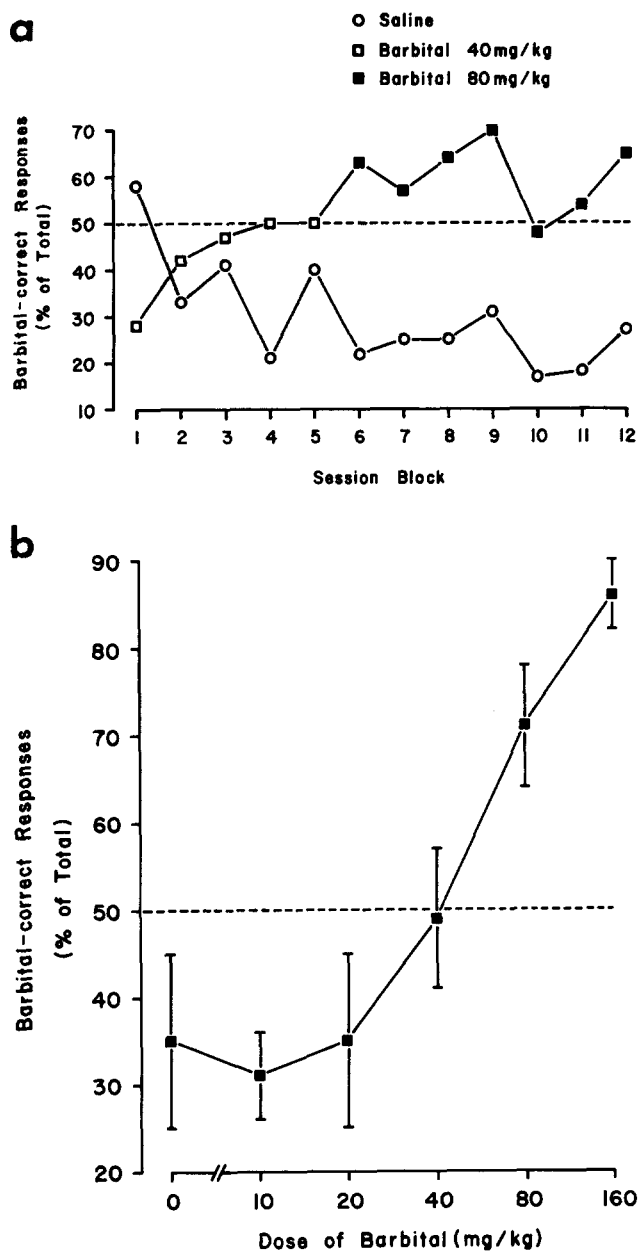 a
Saline
Barbital 40mg/kg
Barbital 80mg/kg
Barbital-correct Responses
(% of Total)
70
60
50
40
30
20
10
1 2 3 4 5 6 7 8 9 10 11 12
Session Block
b
Barbital-correct Responses
(% of Total)
90
80
70
60
50
40
30
20
0 10 20 40 80 160
Dose of Barbital (mg/kg)